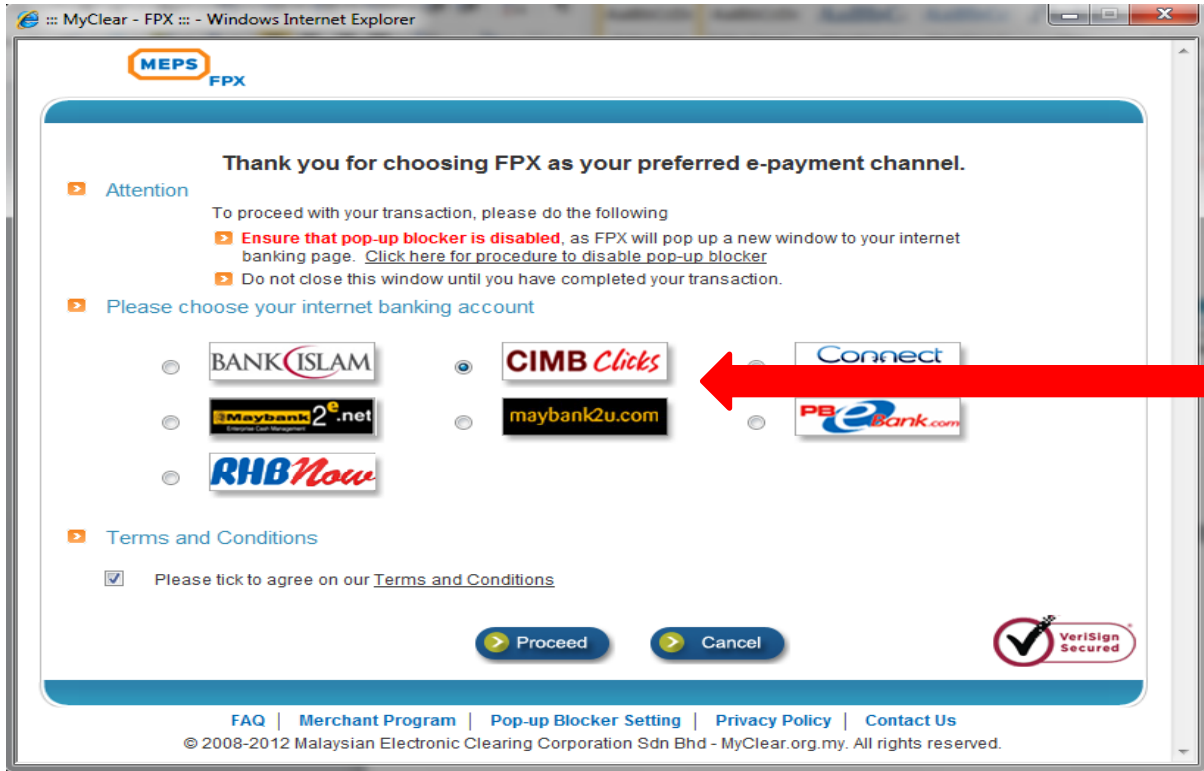 ::: MyClear - FPX ::: - Windows Internet Explorer
MEPS
FPX
Thank you for choosing FPX as your preferred e-payment channel.
Attention
To proceed with your transaction, please do the following
Ensure that pop-up blocker is disabled, as FPX will pop up a new window to your internet
banking page. Click here for procedure to disable pop-up blocker
Do not close this window until you have completed your transaction.
Please choose your internet banking account
BANK ISLAM CIMB Clicks Connect
Maybank2e.net maybank2u.com PBeBank.com
Enterprise Cash Management
RHB Now
Terms and Conditions
Please tick to agree on our Terms and Conditions
Proceed Cancel
VeriSign
Secured
FAQ | Merchant Program | Pop-up Blocker Setting | Privacy Policy | Contact Us
© 2008-2012 Malaysian Electronic Clearing Corporation Sdn Bhd - MyClear.org.my. All rights reserved.